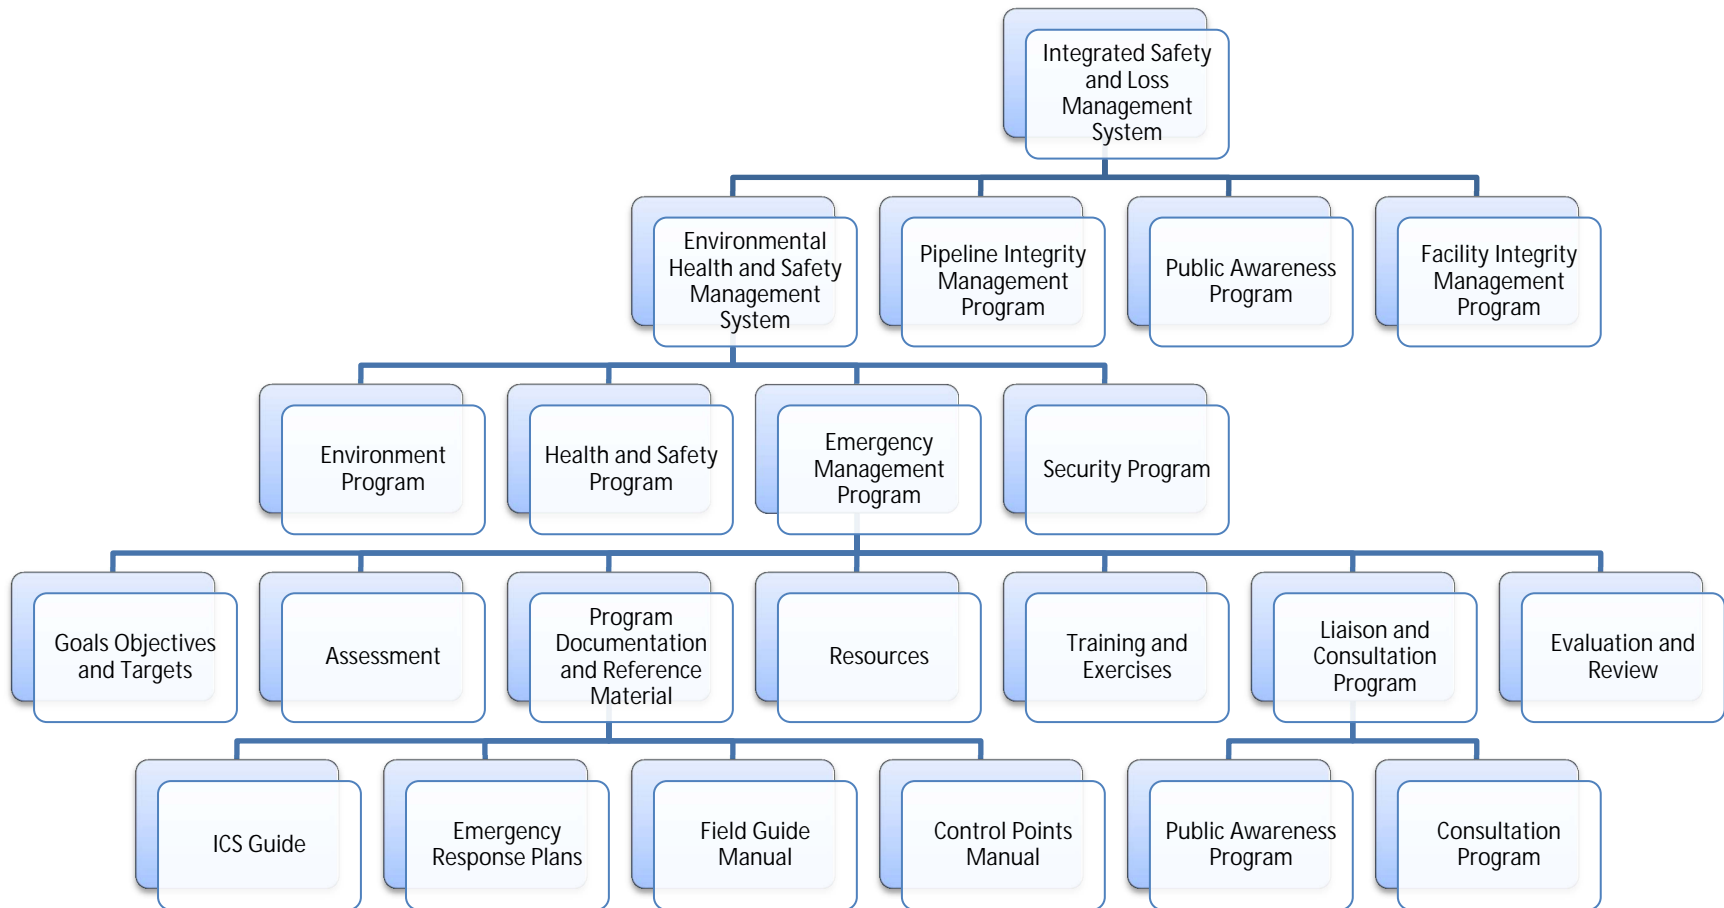 Integrated Safety
and Loss
Management
System
Environmental
Health and Safety
Management
System
Pipeline Integrity
Management
Program
Public Awareness
Program
Facility Integrity
Management
Program
Environment
Program
Health and Safety
Program
Emergency
Management
Program
Security Program
Goals Objectives
and Targets
Assessment
Program
Documentation
and Reference
Material
Resources
Training and
Exercises
Liaison and
Consultation
Program
Evaluation and
Review
ICS Guide
Emergency
Response Plans
Field Guide
Manual
Control Points
Manual
Public Awareness
Program
Consultation
Program